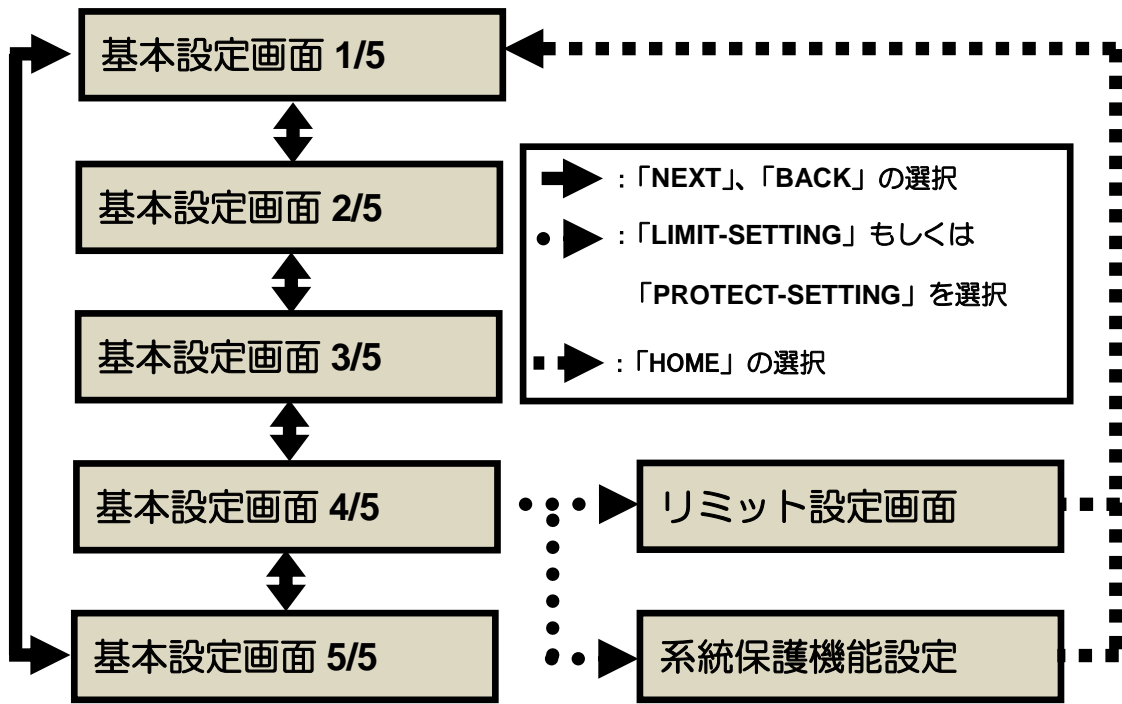 基本設定画面 1/5
基本設定画面 2/5
基本設定画面 3/5
基本設定画面 4/5
基本設定画面 5/5
:「NEXT」、「BACK」の選択
:「LIMIT-SETTING」もしくは
「PROTECT-SETTING」を選択
:「HOME」の選択
リミット設定画面
系統保護機能設定